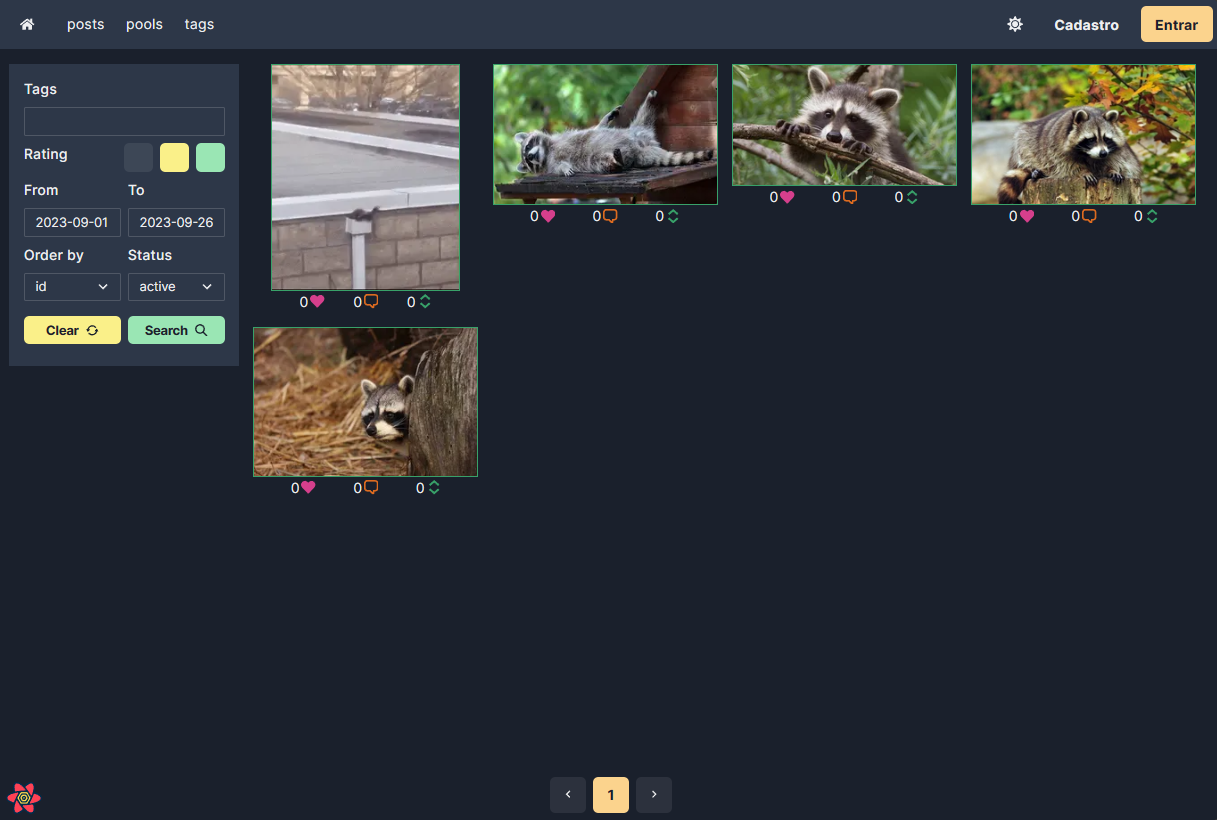 posts pools tags Cadastro Entrar
Tags
Rating
From To
2023-09-01 2023-09-26
Order by Status
id active
Clear Search
0 0 0
0 0 0
0 0 0
0 0 0
0 0 0
1